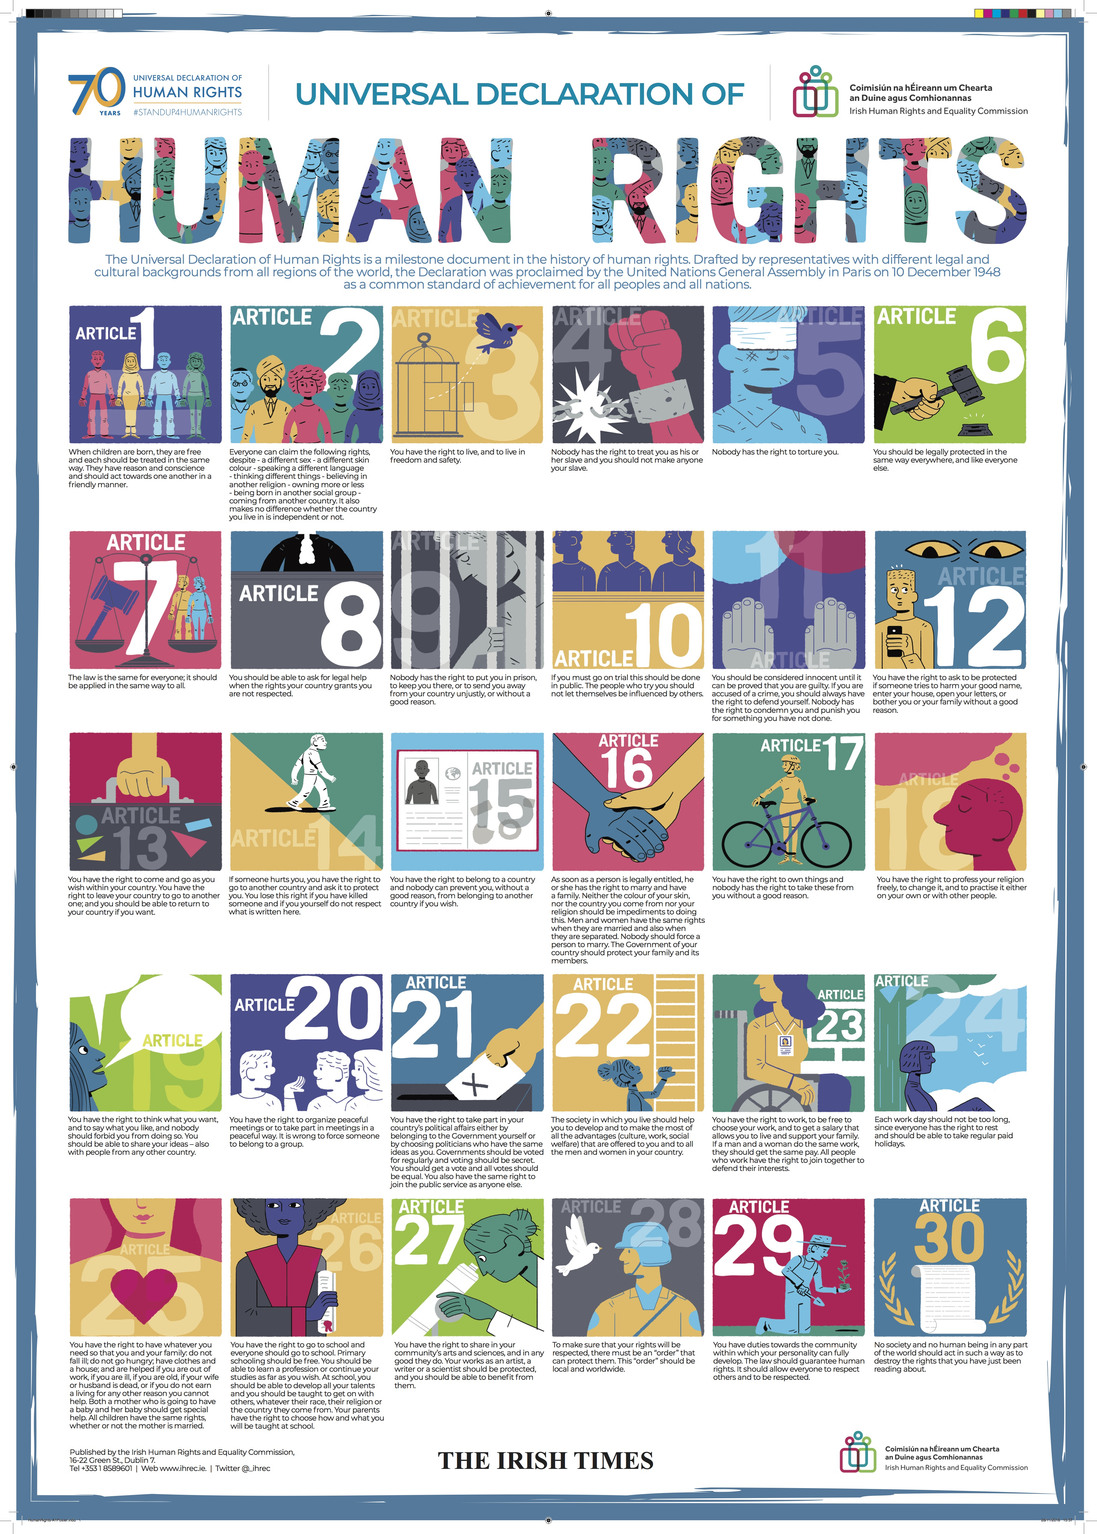 70
YEARS
UNIVERSAL DECLARATION OF
HUMAN RIGHTS
#STANDUP4HUMANRIGHTS
UNIVERSAL DECLARATION OF
Coimisiún na hÉireann um Chearta
an Duine agus Comhionannas
Irish Human Rights and Equality Commission
HUMAN RIGHTS
The Universal Declaration of Human Rights is a milestone document in the history of human rights. Drafted by representatives with different legal and
cultural backgrounds from all regions of the world, the Declaration was proclaimed by the United Nations General Assembly in Paris on 10 December 1948
as a common standard of achievement for all peoples and all nations.
ARTICLE 1
When children are born, they are free
and each should be treated in the same
way. They have reason and conscience
and should act towards one another in a
friendly manner.
ARTICLE 2
Everyone can claim the following rights,
despite - a different sex - a different skin
colour - speaking a different language
- thinking different things - believing in
another religion - owning more or less
- being born in another social group -
coming from another country. It also
makes no difference whether the country
you live in is independent or not.
ARTICLE 3
You have the right to live, and to live in
freedom and safety.
ARTICLE 4
Nobody has the right to treat you as his or
her slave and you should not make anyone
your slave.
ARTICLE 5
Nobody has the right to torture you.
ARTICLE 6
You should be legally protected in the
same way everywhere, and like everyone
else.
ARTICLE 7
The law is the same for everyone; it should
be applied in the same way to all.
ARTICLE 8
You should be able to ask for legal help
when the rights your country grants you
are not respected.
ARTICLE 9
Nobody has the right to put you in prison,
to keep you there, or to send you away
from your country unjustly, or without a
good reason.
ARTICLE 10
If you must go on trial this should be done
in public. The people who try you should
not let themselves be influenced by others.
11
ARTICLE
You should be considered innocent until it
can be proved that you are guilty. If you are
accused of a crime, you should always have
the right to defend yourself. Nobody has
the right to condemn you and punish you
for something you have not done.
ARTICLE 12
You have the right to ask to be protected
if someone tries to harm your good name,
enter your house, open your letters, or
bother you or your family without a good
reason.
ARTICLE 13
You have the right to come and go as you
wish within your country. You have the
right to leave your country to go to another
one; and you should be able to return to
your country if you want.
ARTICLE 14
If someone hurts you, you have the right to
go to another country and ask it to protect
you. You lose this right if you have killed
someone and if you yourself do not respect
what is written here.
ARTICLE 15
You have the right to belong to a country
and nobody can prevent you, without a
good reason, from belonging to another
country if you wish.
ARTICLE 16
As soon as a person is legally entitled, he
or she has the right to marry and have
a family. Neither the colour of your skin,
nor the country you come from nor your
religion should be impediments to doing
this. Men and women have the same rights
when they are married and also when
they are separated. Nobody should force a
person to marry. The Government of your
country should protect your family and its
members.
ARTICLE 17
You have the right to own things and
nobody has the right to take these from
you without a good reason.
ARTICLE 18
You have the right to profess your religion
freely, to change it, and to practise it either
on your own or with other people.
ARTICLE 19
You have the right to think what you want,
and to say what you like, and nobody
should forbid you from doing so. You
should be able to share your ideas – also
with people from any other country.
ARTICLE 20
You have the right to organize peaceful
meetings or to take part in meetings in a
peaceful way. It is wrong to force someone
to belong to a group.
ARTICLE 21
You have the right to take part in your
country's political affairs either by
belonging to the Government yourself or
by choosing politicians who have the same
ideas as you. Governments should be voted
for regularly and voting should be secret.
You should get a vote and all votes should
be equal. You also have the same right to
join the public service as anyone else.
ARTICLE 22
The society in which you live should help
you to develop and to make the most of
all the advantages (culture, work, social
welfare) that are offered to you and to all
the men and women in your country.
ARTICLE 23
You have the right to work, to be free to
choose your work, and to get a salary that
allows you to live and support your family.
If a man and a woman do the same work,
they should get the same pay. All people
who work have the right to join together to
defend their interests.
ARTICLE 24
Each work day should not be too long,
since everyone has the right to rest
and should be able to take regular paid
holidays.
ARTICLE 25
You have the right to have whatever you
need so that you and your family: do not
fall ill; do not go hungry; have clothes and
a house; and are helped if you are out of
work, if you are ill, if you are old, if your wife
or husband is dead, or if you do not earn
a living for any other reason you cannot
help. Both a mother who is going to have
a baby and her baby should get special
help. All children have the same rights,
whether or not the mother is married.
ARTICLE 26
You have the right to go to school and
everyone should go to school. Primary
schooling should be free. You should be
able to learn a profession or continue your
studies as far as you wish. At school, you
should be able to develop all your talents
and you should be taught to get on with
others, whatever their race, their religion or
the country they come from. Your parents
have the right to choose how and what you
will be taught at school.
ARTICLE 27
You have the right to share in your
community's arts and sciences, and in any
good they do. Your works as an artist, a
writer or a scientist should be protected,
and you should be able to benefit from
them.
ARTICLE 28
To make sure that your rights will be
respected, there must be an "order" that
can protect them. This "order" should be
local and worldwide.
ARTICLE 29
You have duties towards the community
within which your personality can fully
develop. The law should guarantee human
rights. It should allow everyone to respect
others and to be respected.
ARTICLE 30
No society and no human being in any part
of the world should act in such a way as to
destroy the rights that you have just been
reading about.
Published by the Irish Human Rights and Equality Commission,
16-22 Green St., Dublin 7.
Tel +353 1 8589601 | Web www.ihrec.ie. | Twitter @_ihrec
THE IRISH TIMES
Coimisiún na hÉireann um Chearta
an Duine agus Comhionannas
Irish Human Rights and Equality Commission